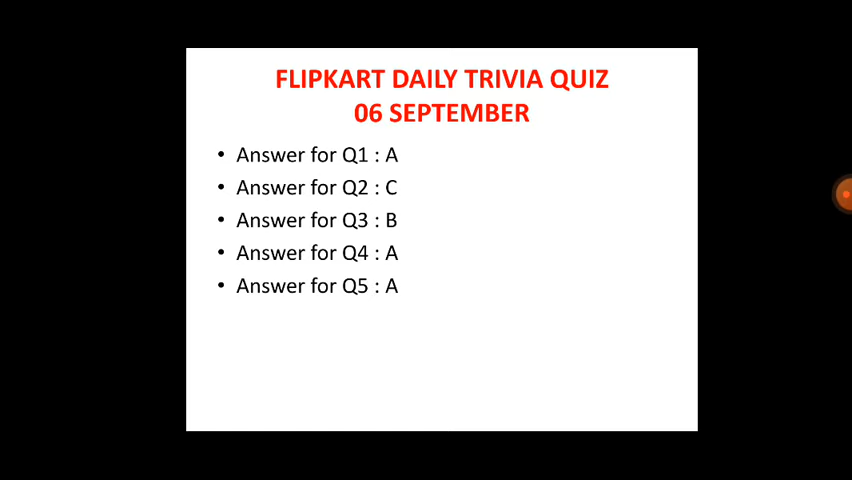 FLIPKART DAILY TRIVIA QUIZ
06 SEPTEMBER
• Answer for Q1 : A
• Answer for Q2 : C
• Answer for Q3 : B
• Answer for Q4 : A
• Answer for Q5 : A